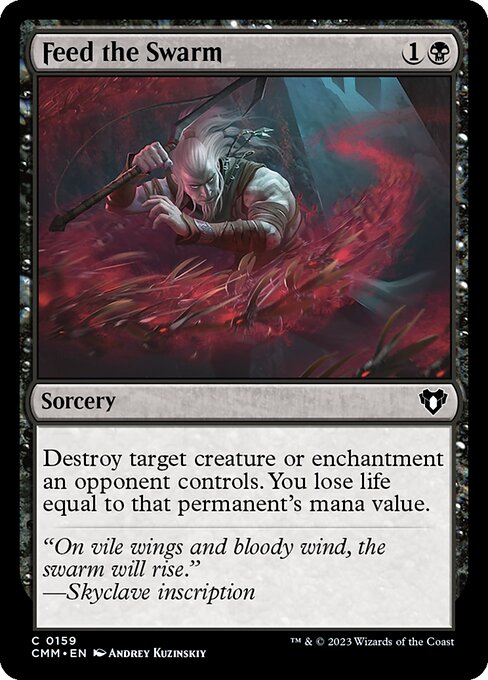 Feed the Swarm 1
Sorcery
Destroy target creature or enchantment
an opponent controls. You lose life
equal to that permanent's mana value.
“On vile wings and bloody wind, the
swarm will rise.”
—Skyclave inscription
C 0159
CMM • EN Andrey Kuzinskiy
™ & © 2023 Wizards of the Coast